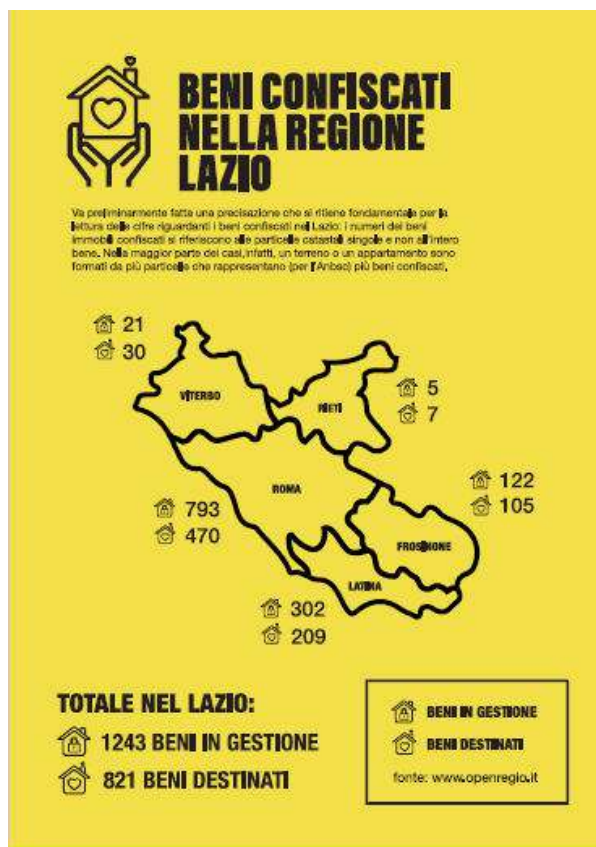 BENI CONFISCATI
NELLA REGIONE
LAZIO
Va preliminarmente fatta una precisazione che si ritiene fondamentale per la
lettura delle cifre riguardanti i beni confiscati nel Lazio: i numeri dei beni
immobili confiscati si riferiscono alle particelle catastali singole e non all'intero
bene. Nella maggior parte dei casi,infatti, un terreno o un appartamento sono
formati da più particelle che rappresentano (per l'Anbsc) più beni confiscati.
21
30
VITERBO
RIETI
5
7
ROMA
122
105
793
470
FROSINONE
LATINA
302
209
TOTALE NEL LAZIO:
1243 BENI IN GESTIONE
821 BENI DESTINATI
BENI IN GESTIONE
BENI DESTINATI
fonte: www.openregio.it